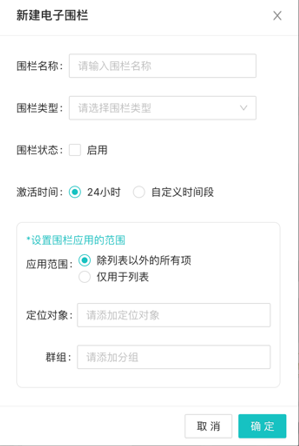 新建电子围栏
围栏名称： 请输入围栏名称
围栏类型： 请选择围栏类型
围栏状态： 启用
激活时间： 24小时 自定义时间段
*设置围栏应用的范围
应用范围： 除列表以外的所有项
仅用于列表
定位对象： 请添加定位对象
群组： 请添加分组
取 消 确 定